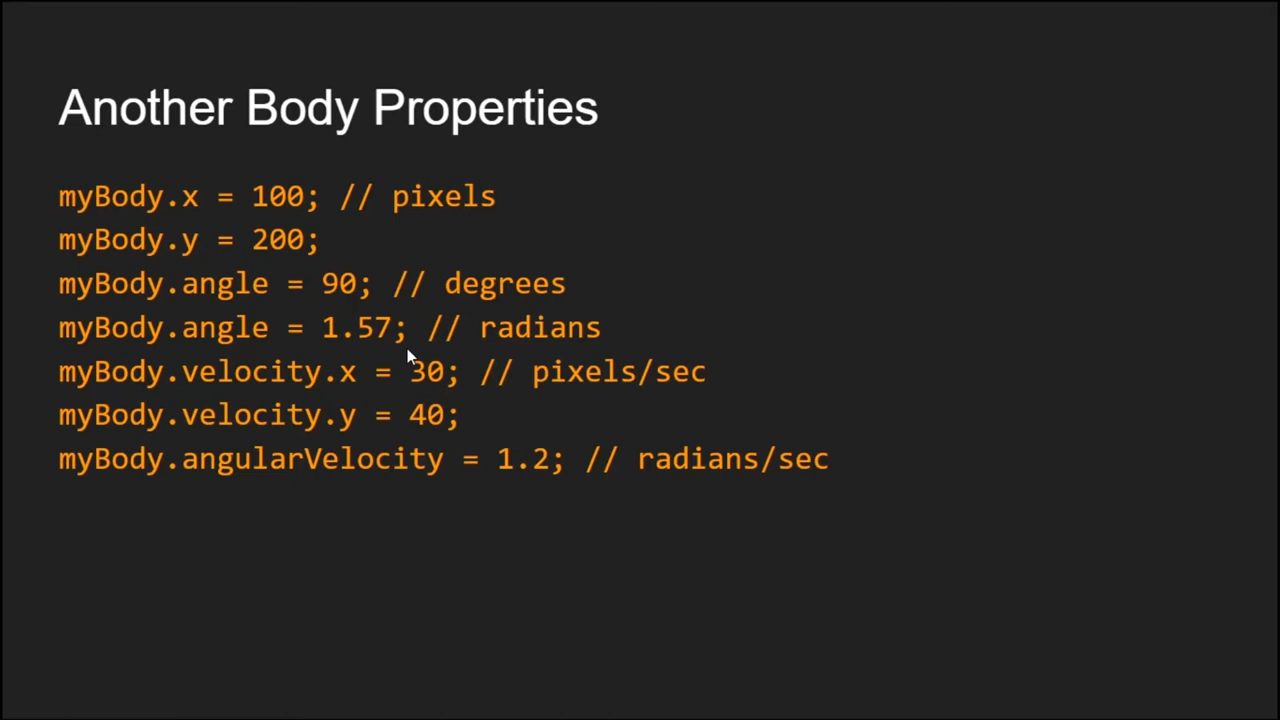 Another Body Properties
myBody.x = 100; // pixels
myBody.y = 200;
myBody.angle = 90; // degrees
myBody.angle = 1.57; // radians
myBody.velocity.x = 30; // pixels/sec
myBody.velocity.y = 40;
myBody.angularVelocity = 1.2; // radians/sec